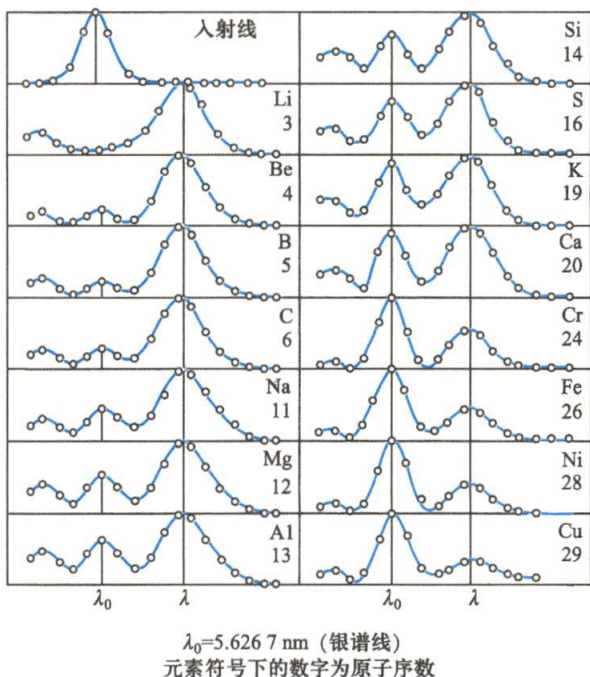 入射线
Li
3
Be
4
B
5
C
6
Na
11
Mg
12
Al
13
Si
14
S
16
K
19
Ca
20
Cr
24
Fe
26
Ni
28
Cu
29
λ₀ λ λ₀ λ
λ₀=5.626 7 nm (银谱线)
元素符号下的数字为原子序数